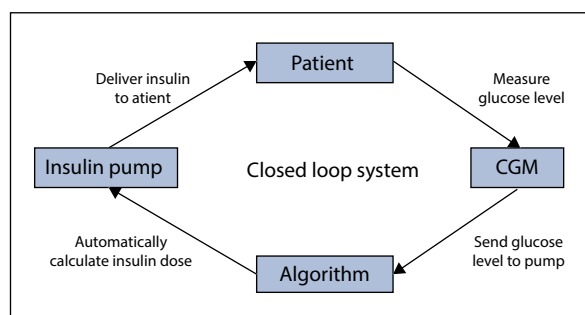 Patient
Deliver insulin
to atient
Measure
glucose level
Insulin pump
Closed loop system
CGM
Automatically
calculate insulin dose
Algorithm
Send glucose
level to pump